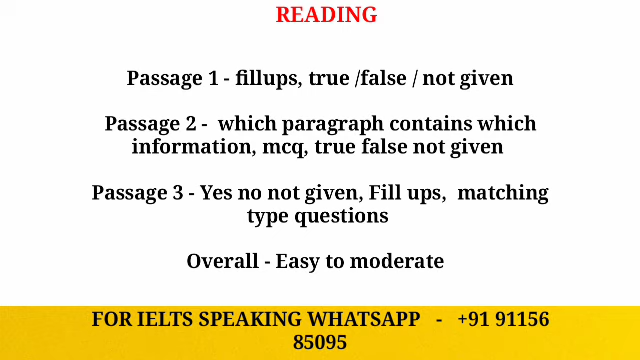 READING
Passage 1 - fillups, true /false / not given
Passage 2 -  which paragraph contains which
information, mcq, true false not given
Passage 3 - Yes no not given, Fill ups,  matching
type questions
Overall - Easy to moderate
FOR IELTS SPEAKING WHATSAPP  -  +91 91156
85095